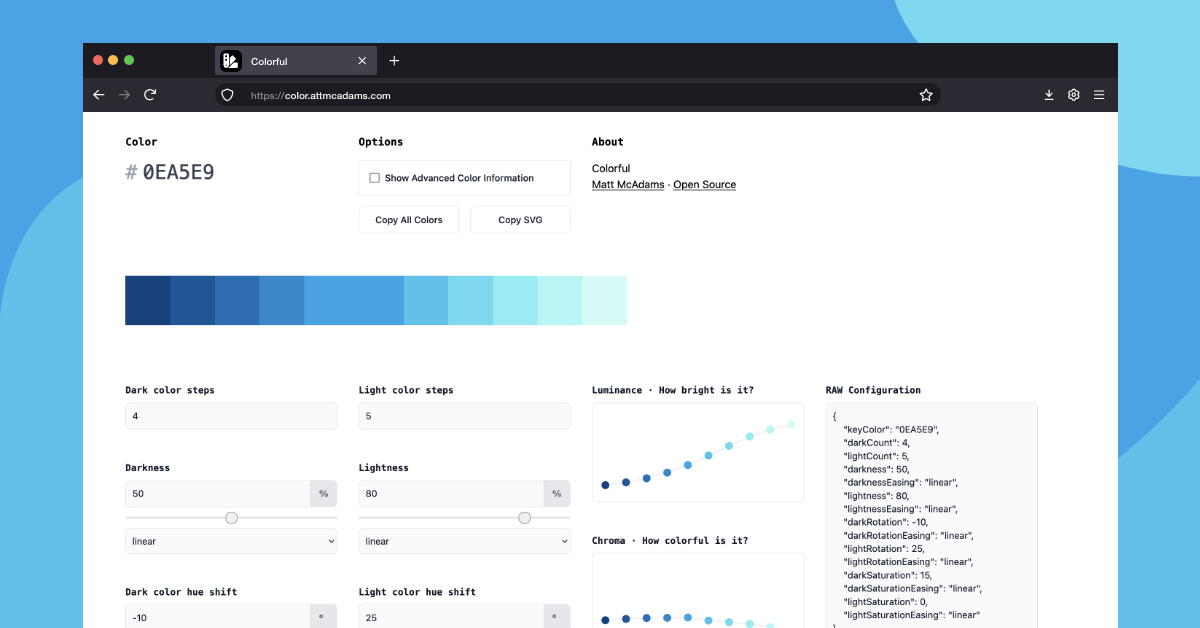 Colorful
https://color.attmcadams.com
Color
# 0EA5E9
Options
Show Advanced Color Information
Copy All Colors
Copy SVG
About
Colorful
Matt McAdams · Open Source
Dark color steps
4
Light color steps
5
Darkness
50 %
linear
Lightness
80 %
linear
Dark color hue shift
-10 °
Light color hue shift
25 °
Luminance · How bright is it?
Chroma · How colorful is it?
RAW Configuration
{
"keyColor": "0EA5E9",
"darkCount": 4,
"lightCount": 5,
"darkness": 50,
"darknessEasing": "linear",
"lightness": 80,
"lightnessEasing": "linear",
"darkRotation": -10,
"darkRotationEasing": "linear",
"lightRotation": 25,
"lightRotationEasing": "linear",
"darkSaturation": 15,
"darkSaturationEasing": "linear",
"lightSaturation": 0,
"lightSaturationEasing": "linear"
}